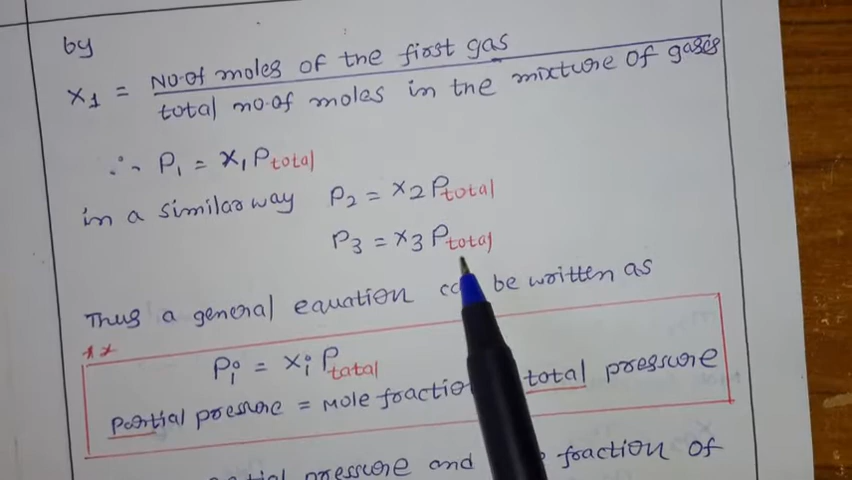 by
x1 = No.of moles of the first gas
total no.of moles in the mixture of gases
∴ P1 = x1 Ptotal
in a similar way P2 = x2 Ptotal
P3 = x3 Ptotal
Thus a general equation be written as
**
Pi = xi Ptatal
partial pressure = Mole fraction total pressure
pressure and fraction of